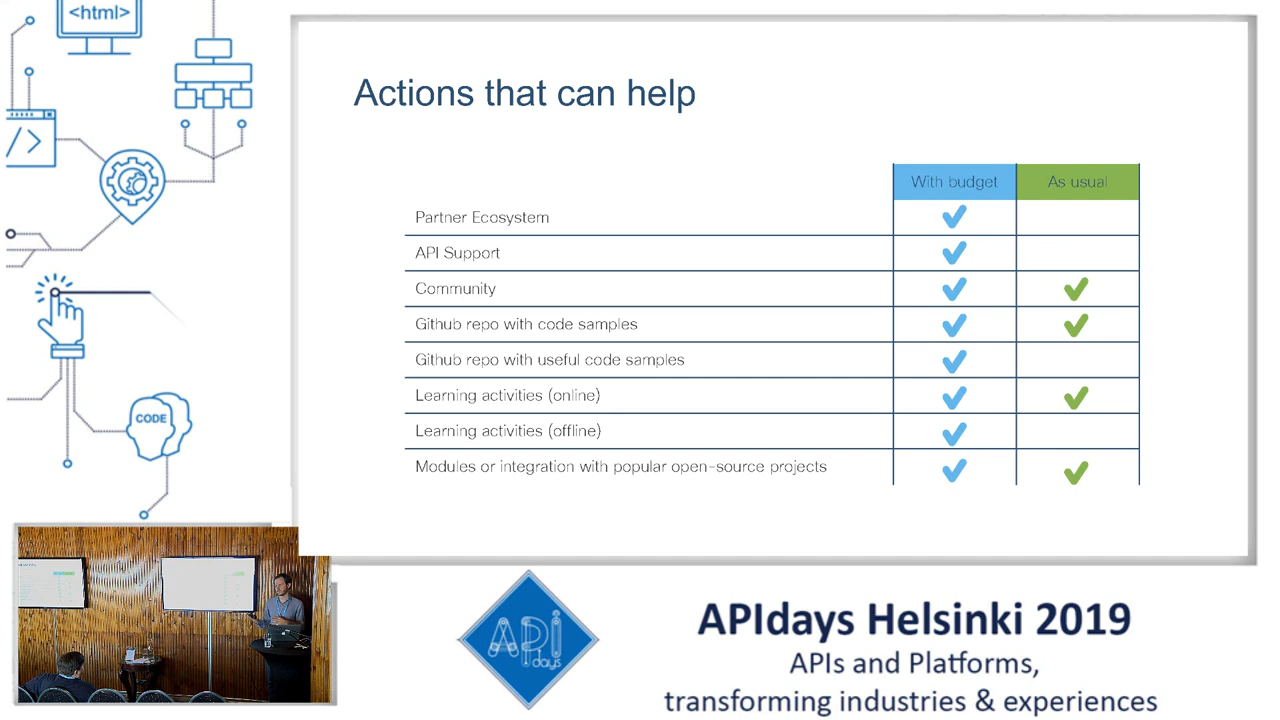 <html>
Actions that can help
With budget
As usual
Partner Ecosystem
API Support
Community
Github repo with code samples
Github repo with useful code samples
Learning activities (online)
Learning activities (offline)
Modules or integration with popular open-source projects
/>
CODE
API
days
APIdays Helsinki 2019
APIs and Platforms,
transforming industries & experiences